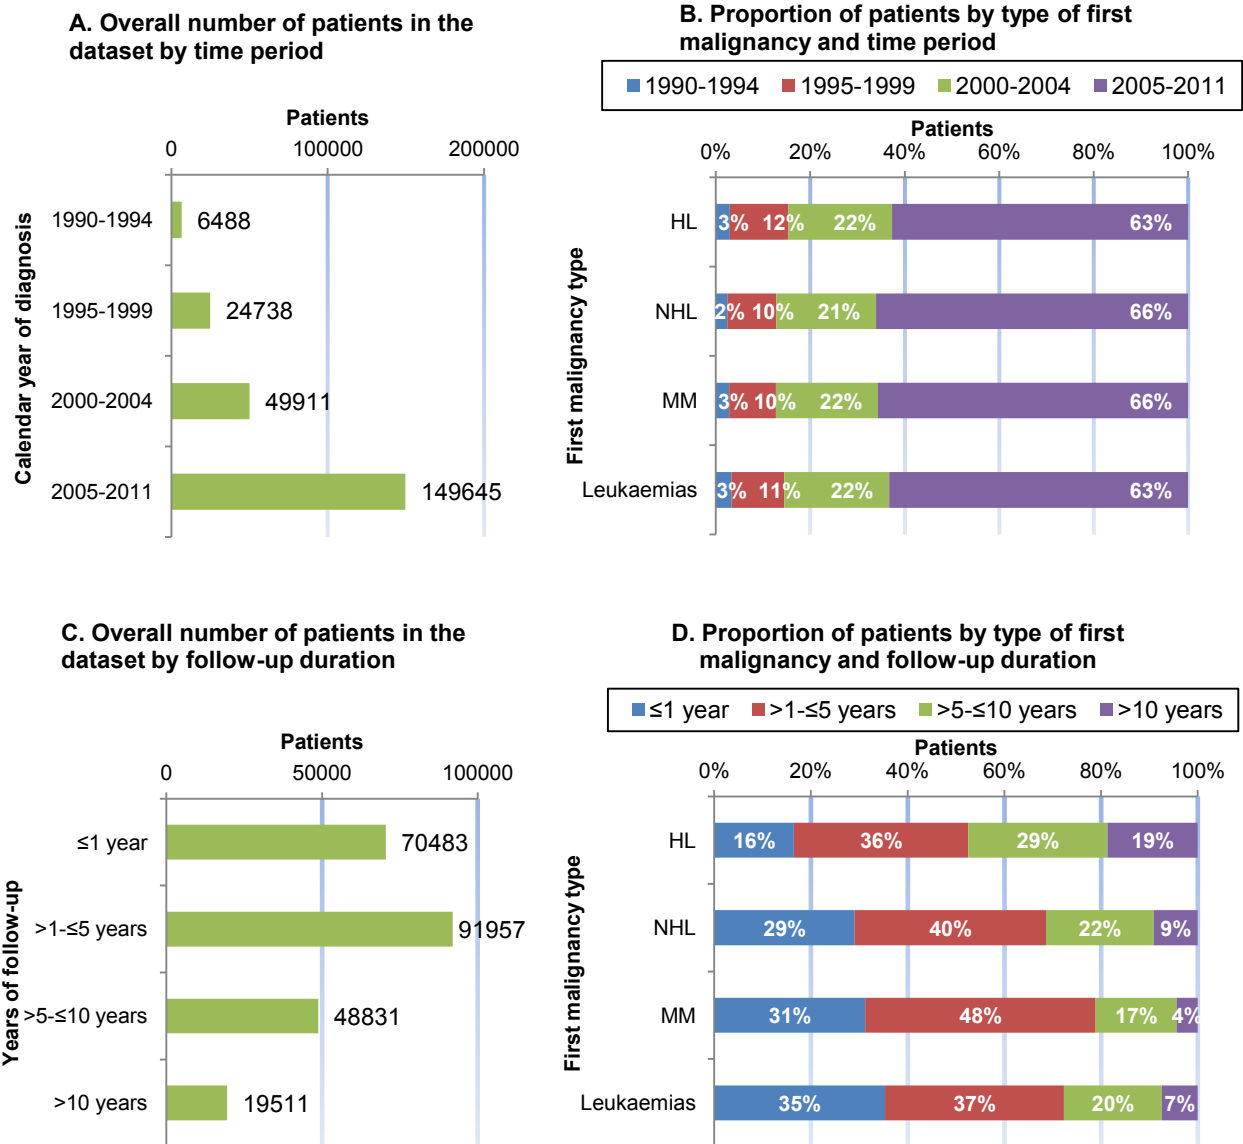 A. Overall number of patients in the
dataset by time period
Patients
0 100000 200000
Calendar year of diagnosis
1990-1994 6488
1995-1999 24738
2000-2004 49911
2005-2011 149645
B. Proportion of patients by type of first
malignancy and time period
1990-1994 1995-1999 2000-2004 2005-2011
Patients
0% 20% 40% 60% 80% 100%
First malignancy type
HL 3% 12% 22% 63%
NHL 2% 10% 21% 66%
MM 3% 10% 22% 66%
Leukaemias 3% 11% 22% 63%
C. Overall number of patients in the
dataset by follow-up duration
Patients
0 50000 100000
Years of follow-up
≤1 year 70483
>1-≤5 years 91957
>5-≤10 years 48831
>10 years 19511
D. Proportion of patients by type of first
malignancy and follow-up duration
≤1 year >1-≤5 years >5-≤10 years >10 years
Patients
0% 20% 40% 60% 80% 100%
First malignancy type
HL 16% 36% 29% 19%
NHL 29% 40% 22% 9%
MM 31% 48% 17% 4%
Leukaemias 35% 37% 20% 7%